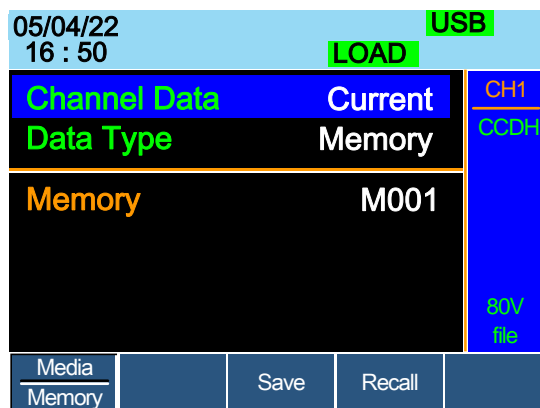 05/04/22 USB
16 : 50 LOAD
Channel Data Current
Data Type Memory
Memory M001
CH1
CCDH
80V
file
Media
Memory
Save
Recall